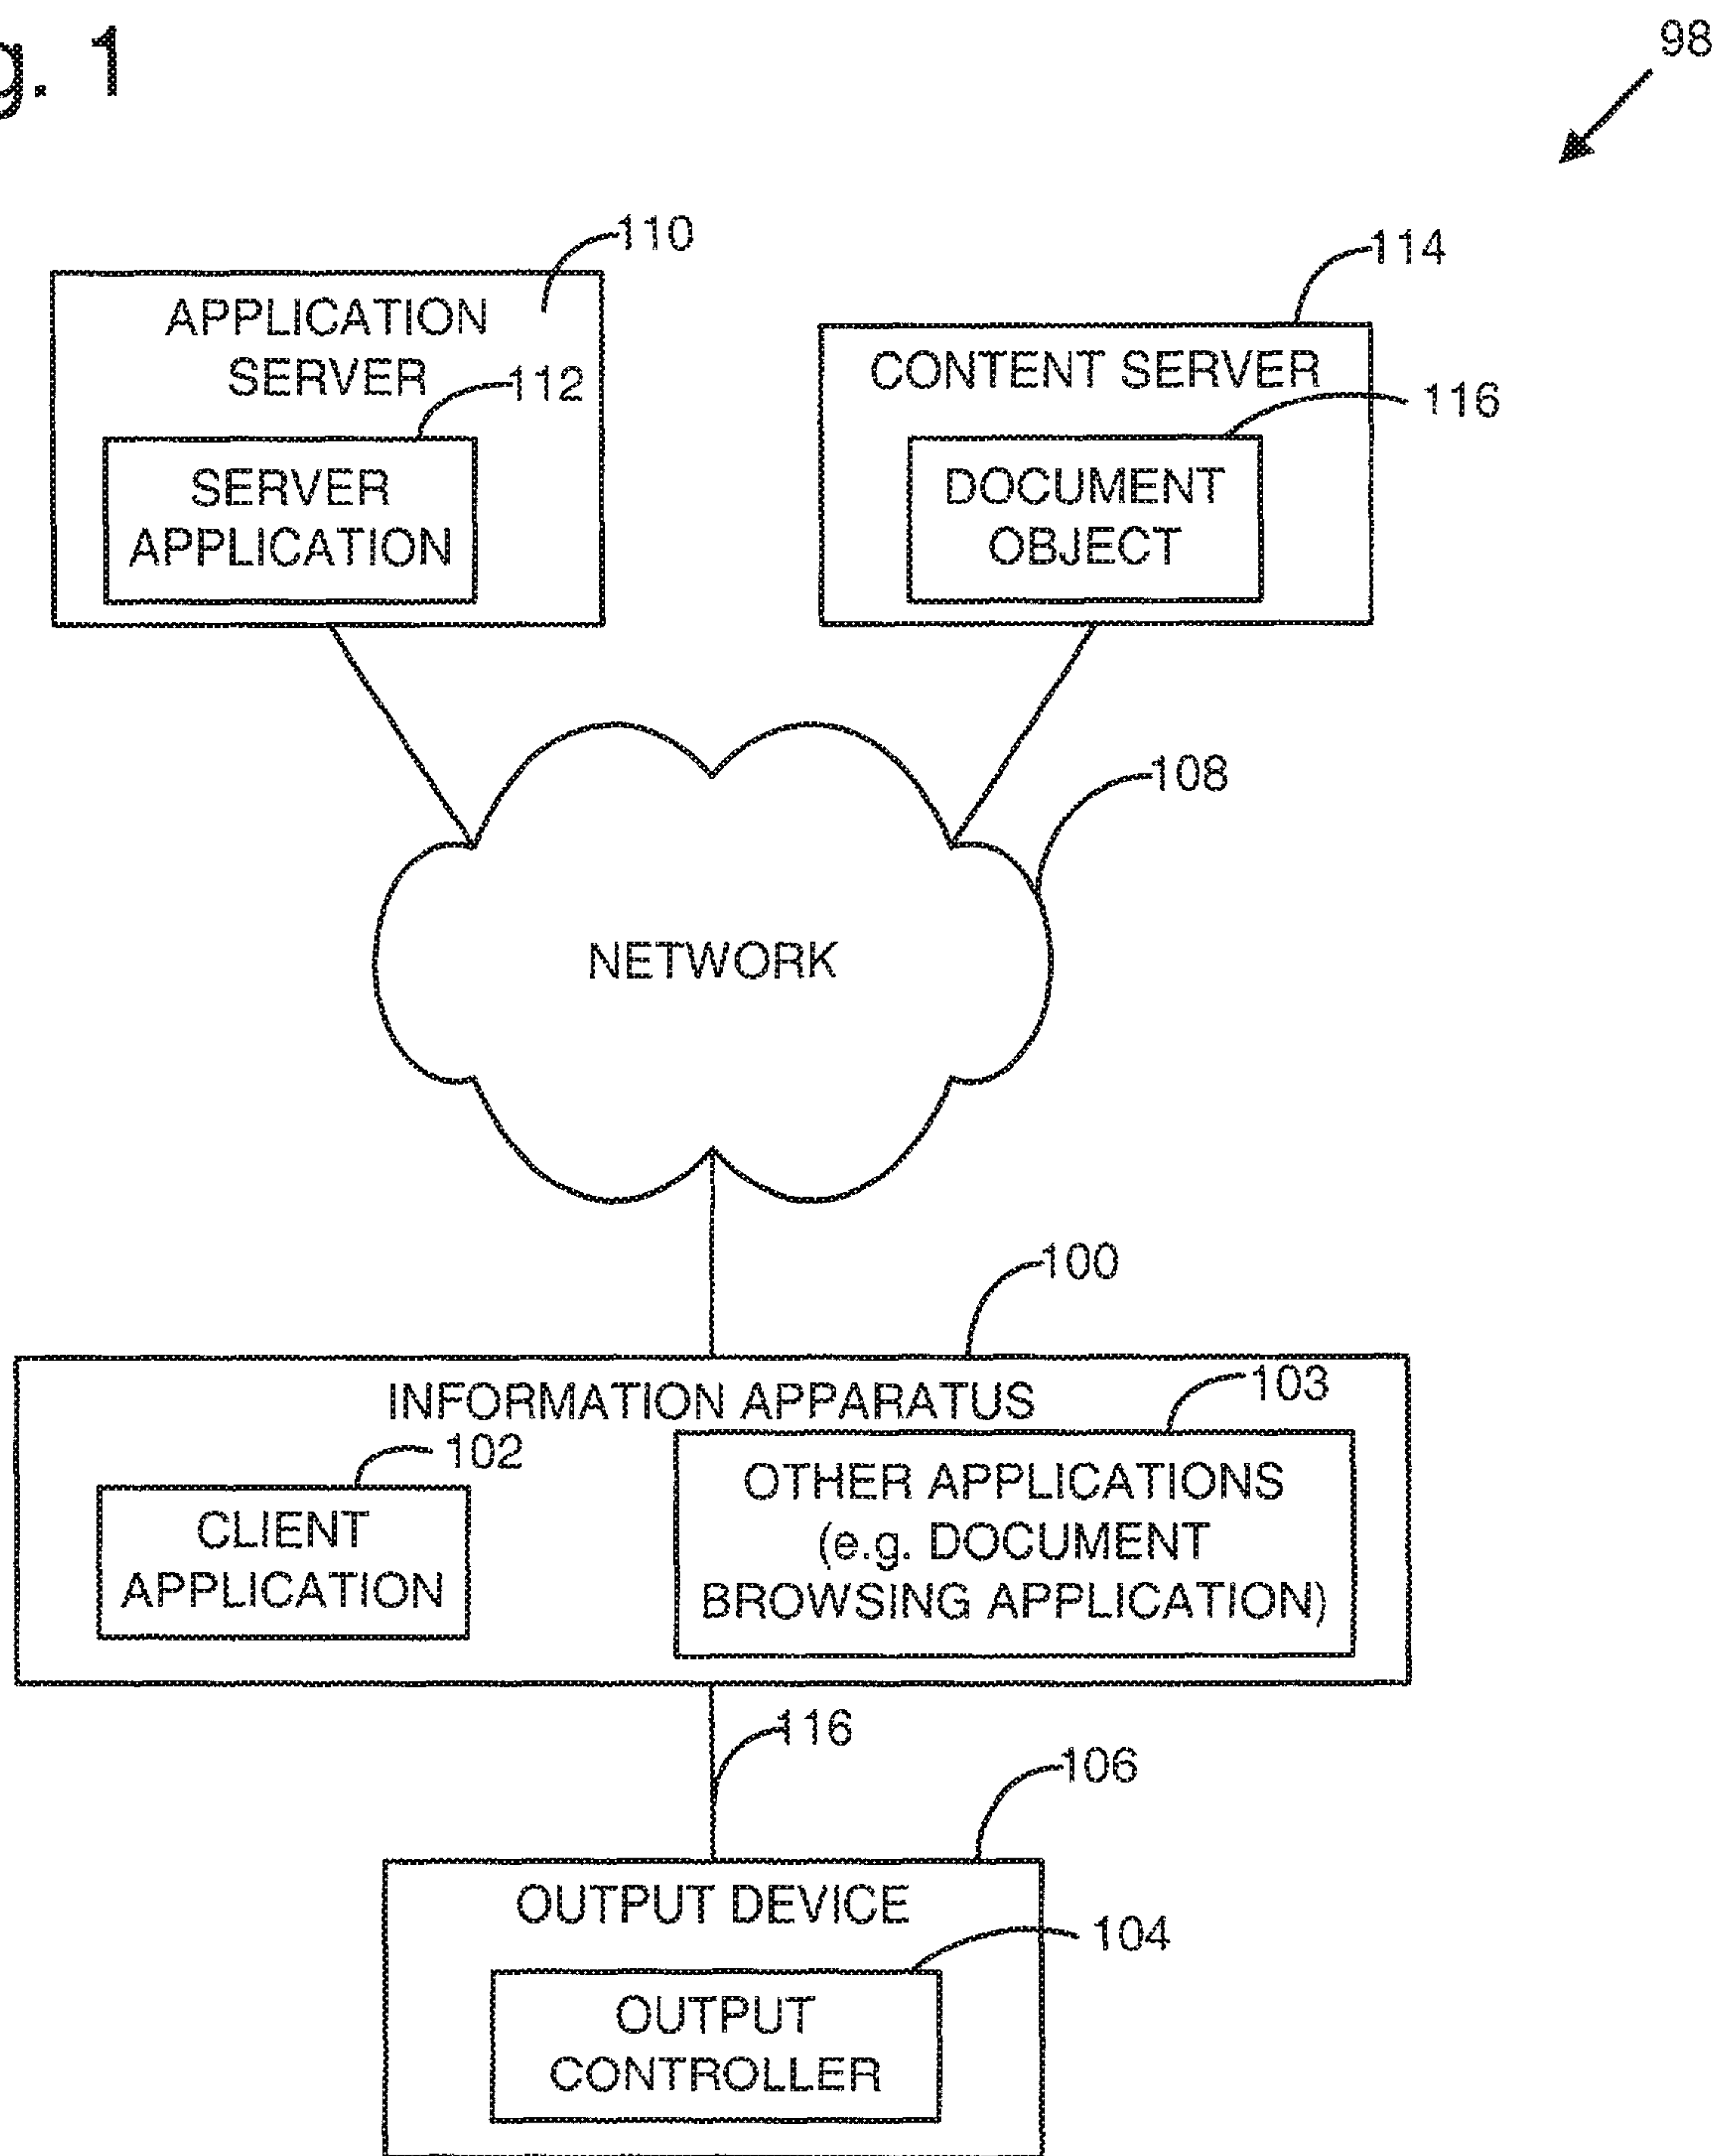 g. 1
98
110
APPLICATION
SERVER
112
SERVER
APPLICATION
114
CONTENT SERVER
116
DOCUMENT
OBJECT
108
NETWORK
100
INFORMATION APPARATUS
103
102
CLIENT
APPLICATION
OTHER APPLICATIONS
(e.g. DOCUMENT
BROWSING APPLICATION)
116
106
OUTPUT DEVICE
104
OUTPUT
CONTROLLER